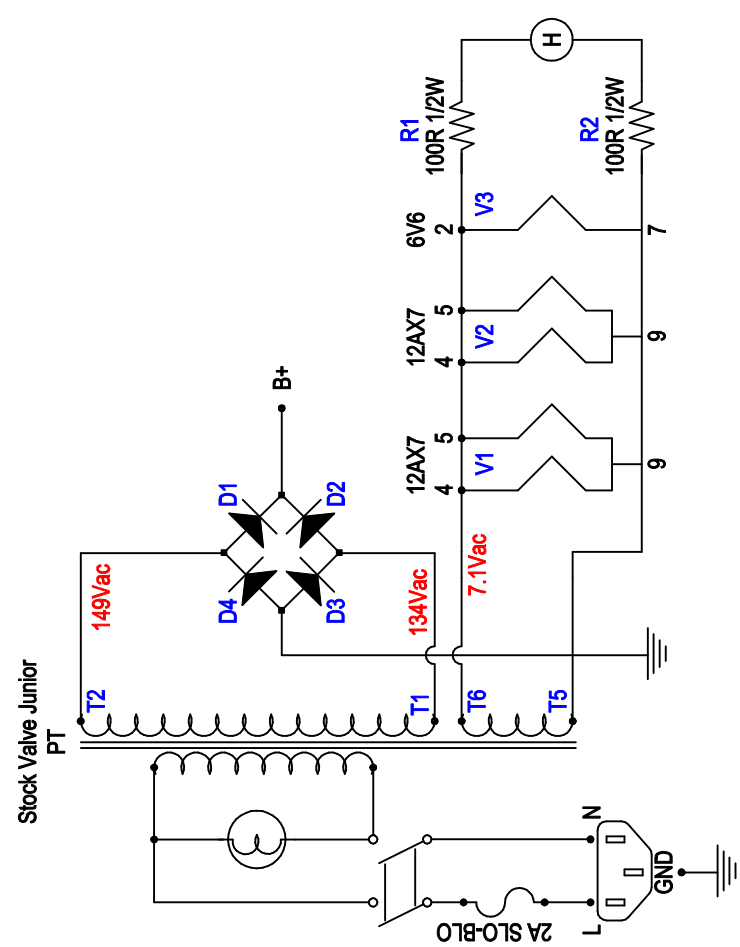 Stock Valve Junior
PT
T2
149Vac
D4
D1
D3
D2
B+
134Vac
T1
T6
7.1Vac
T5
12AX7
4
5
V1
9
12AX7
4
5
V2
9
6V6
2
V3
7
R1
100R 1/2W
R2
100R 1/2W
H
2A SLO-BLO
L
N
GND